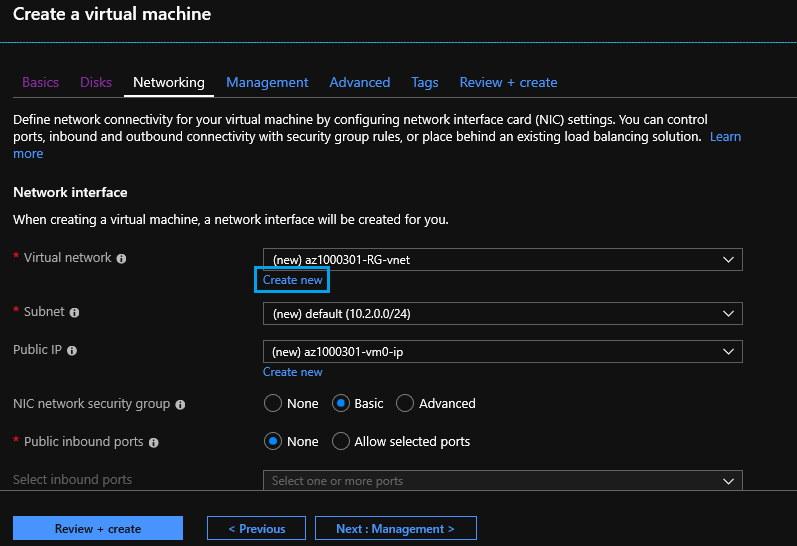 Create a virtual machine
Basics Disks Networking Management Advanced Tags Review + create
Define network connectivity for your virtual machine by configuring network interface card (NIC) settings. You can control
ports, inbound and outbound connectivity with security group rules, or place behind an existing load balancing solution. Learn
more
Network interface
When creating a virtual machine, a network interface will be created for you.
* Virtual network (new) az1000301-RG-vnet
Create new
* Subnet (new) default (10.2.0.0/24)
Public IP (new) az1000301-vm0-ip
Create new
NIC network security group None Basic Advanced
* Public inbound ports None Allow selected ports
Select inbound ports Select one or more ports
Review + create < Previous Next : Management >